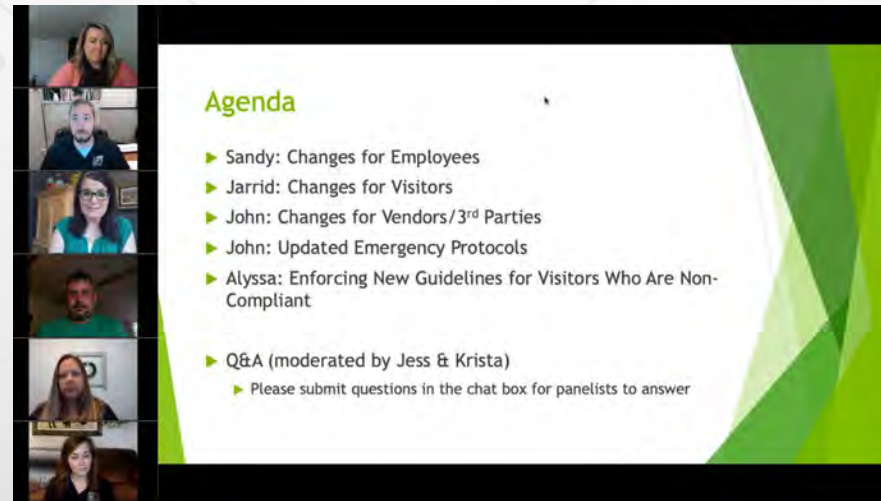 Agenda
Sandy: Changes for Employees
Jarrid: Changes for Visitors
John: Changes for Vendors/3rd Parties
John: Updated Emergency Protocols
Alyssa: Enforcing New Guidelines for Visitors Who Are Non-
Compliant
Q&A (moderated by Jess & Krista)
Please submit questions in the chat box for panelists to answer